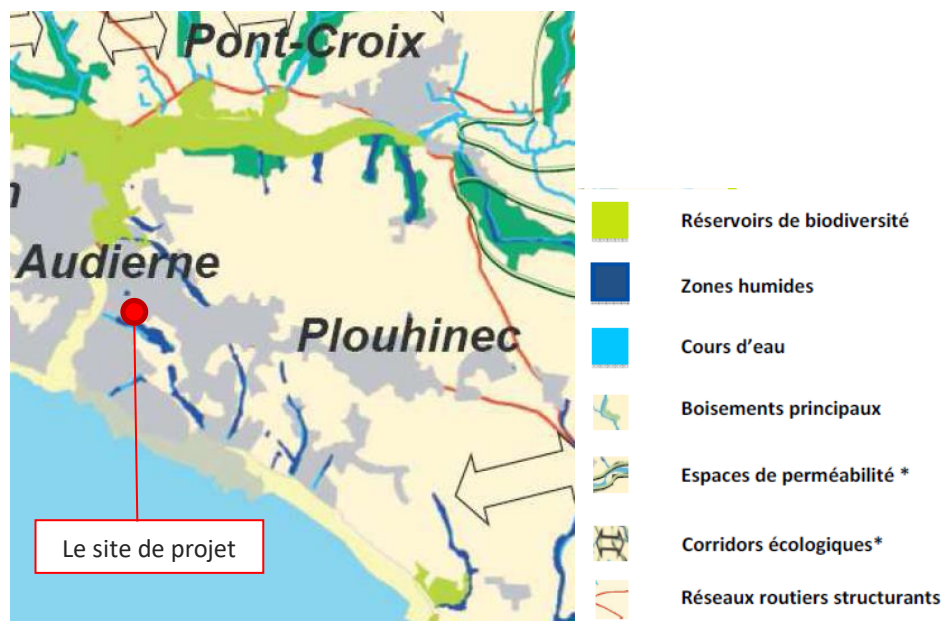 Pont-Croix
n
Audierne
Plouhinec
Le site de projet
Réservoirs de biodiversité
Zones humides
Cours d'eau
Boisements principaux
Espaces de perméabilité *
Corridors écologiques*
Réseaux routiers structurants